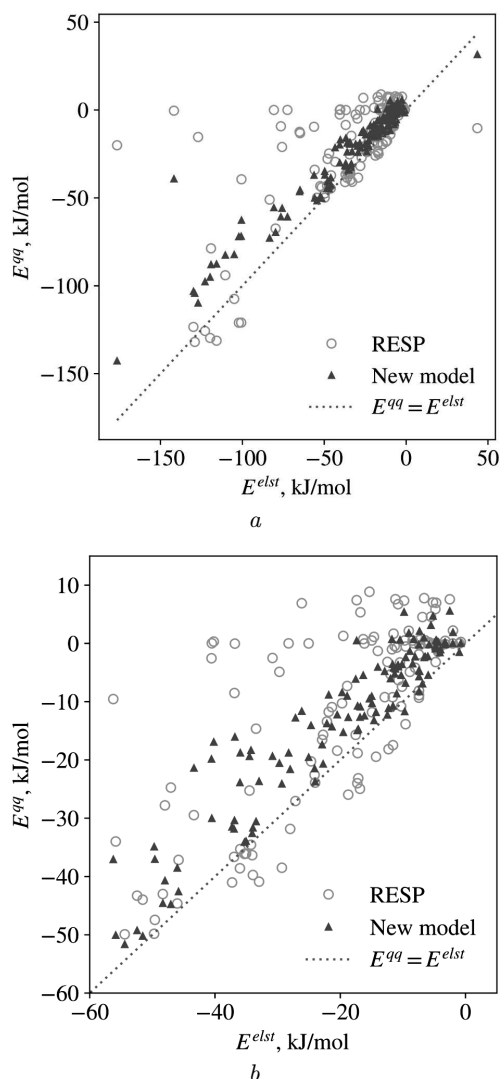 50
0
−50
−100
−150
E^{qq}, kJ/mol
RESP
New model
E^{qq} = E^{elst}
−150 −100 −50 0 50
E^{elst}, kJ/mol
a
10
0
−10
−20
−30
−40
−50
−60
E^{qq}, kJ/mol
RESP
New model
E^{qq} = E^{elst}
−60 −40 −20 0
E^{elst}, kJ/mol
b